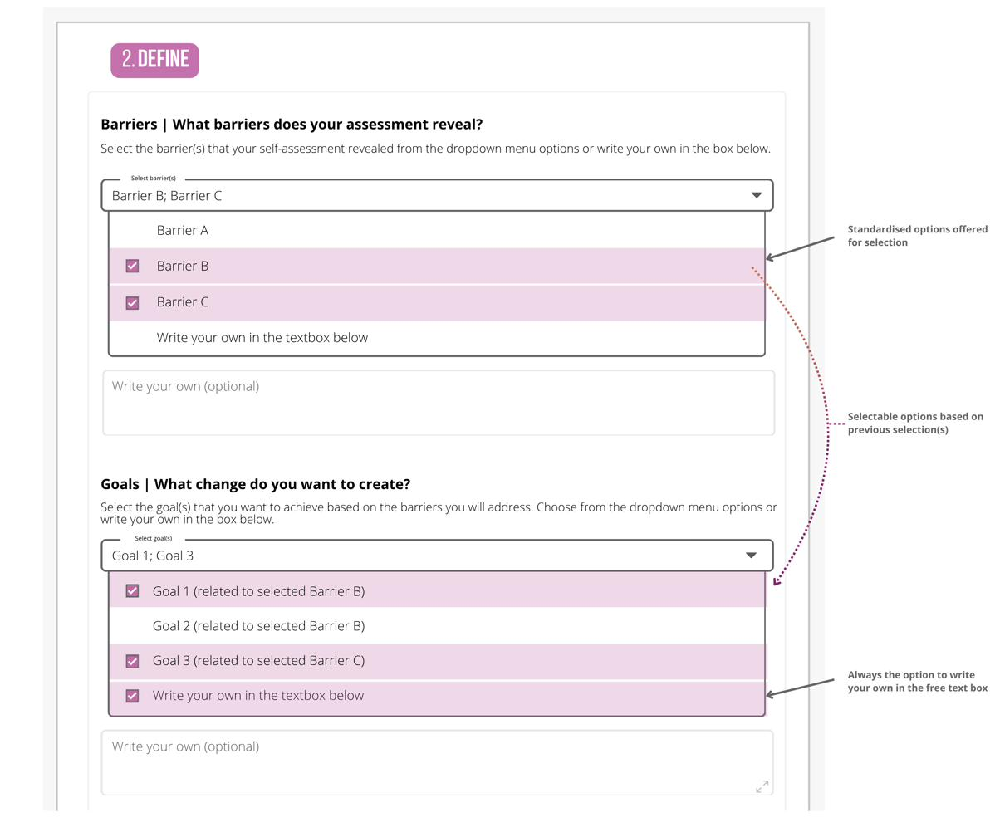 2. DEFINE
Barriers | What barriers does your assessment reveal?
Select the barrier(s) that your self-assessment revealed from the dropdown menu options or write your own in the box below.
Select barrier(s)
Barrier B; Barrier C
Barrier A
Standardised options offered
for selection
Barrier B
Barrier C
Write your own in the textbox below
Write your own (optional)
Selectable options based on
previous selection(s)
Goals | What change do you want to create?
Select the goal(s) that you want to achieve based on the barriers you will address. Choose from the dropdown menu options or
write your own in the box below.
Select goal(s)
Goal 1; Goal 3
Goal 1 (related to selected Barrier B)
Goal 2 (related to selected Barrier B)
Goal 3 (related to selected Barrier C)
Always the option to write
your own in the free text box
Write your own in the textbox below
Write your own (optional)